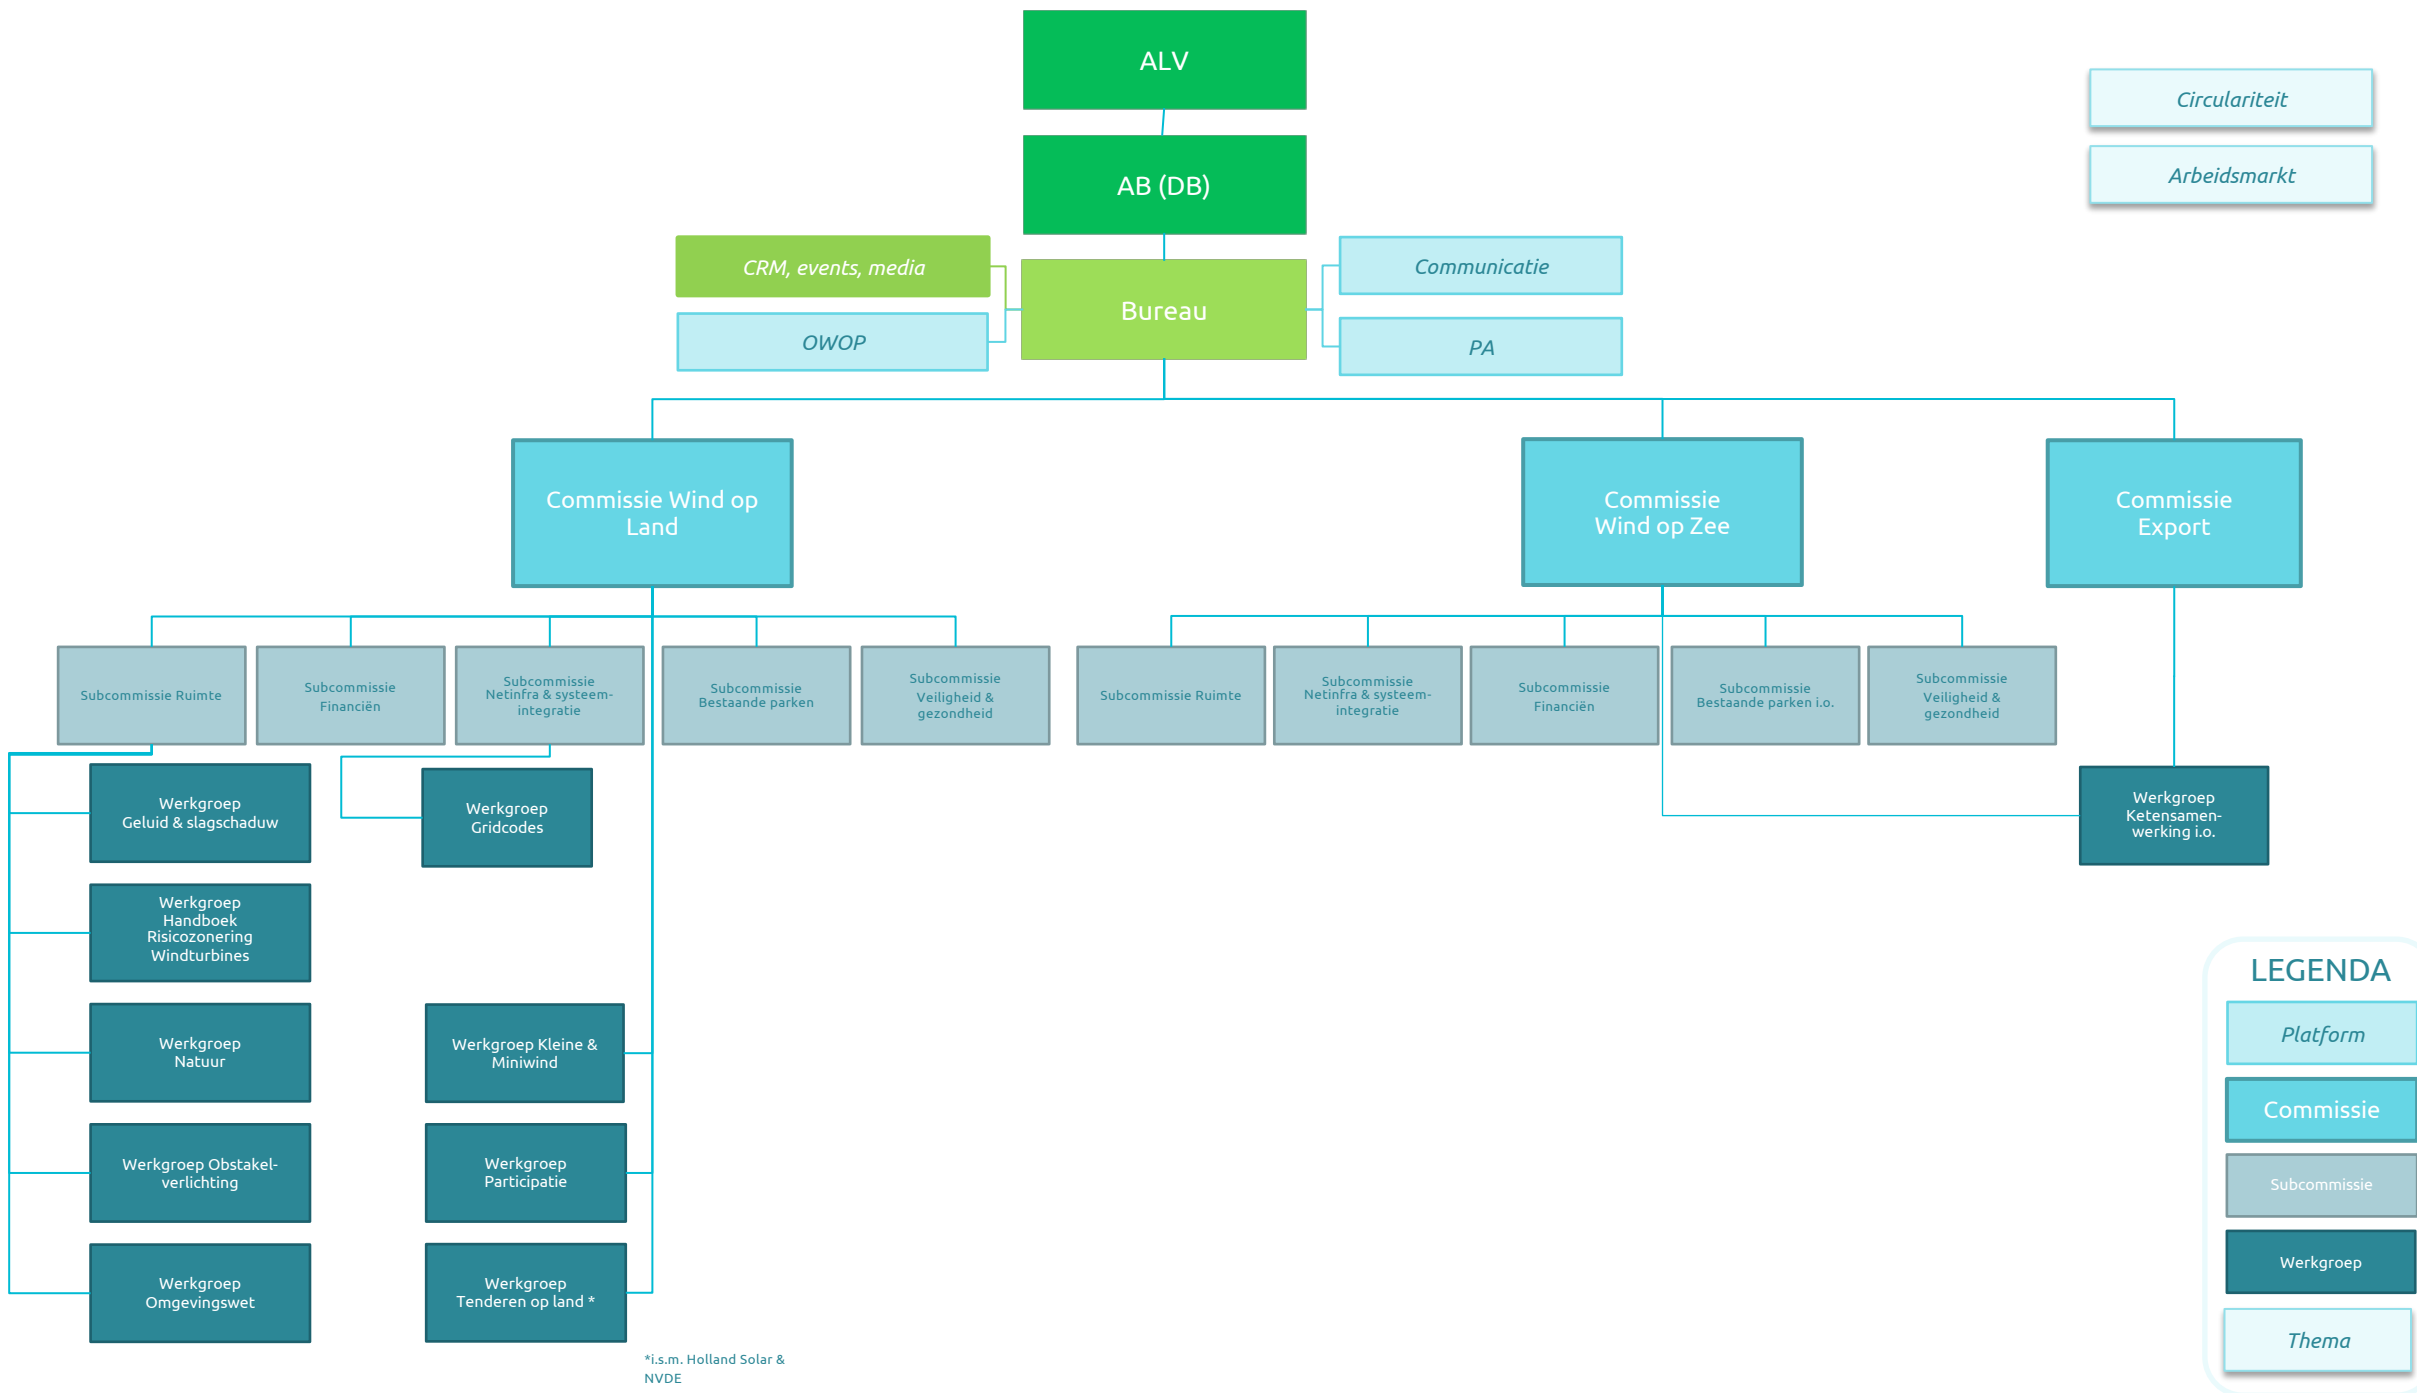 ALV
Circulariteit
AB (DB)
Arbeidsmarkt
CRM, events, media
Communicatie
Bureau
OWOP
PA
Commissie Wind op
Land
Commissie
Wind op Zee
Commissie
Export
Subcommissie Ruimte
Subcommissie
Financiën
Subcommissie
Netinfra & systeem-
integratie
Subcommissie
Bestaande parken
Subcommissie
Veiligheid &
gezondheid
Subcommissie Ruimte
Subcommissie
Netinfra & systeem-
integratie
Subcommissie
Financiën
Subcommissie
Bestaande parken i.o.
Subcommissie
Veiligheid &
gezondheid
Werkgroep
Geluid & slagschaduw
Werkgroep
Gridcodes
Werkgroep
Ketensamen-
werking i.o.
Werkgroep
Handboek
Risicozonering
Windturbines
Werkgroep
Natuur
Werkgroep Kleine &
Miniwind
Werkgroep Obstakel-
verlichting
Werkgroep
Participatie
Werkgroep
Omgevingswet
Werkgroep
Tenderen op land *
*i.s.m. Holland Solar &
NVDE
LEGENDA
Platform
Commissie
Subcommissie
Werkgroep
Thema